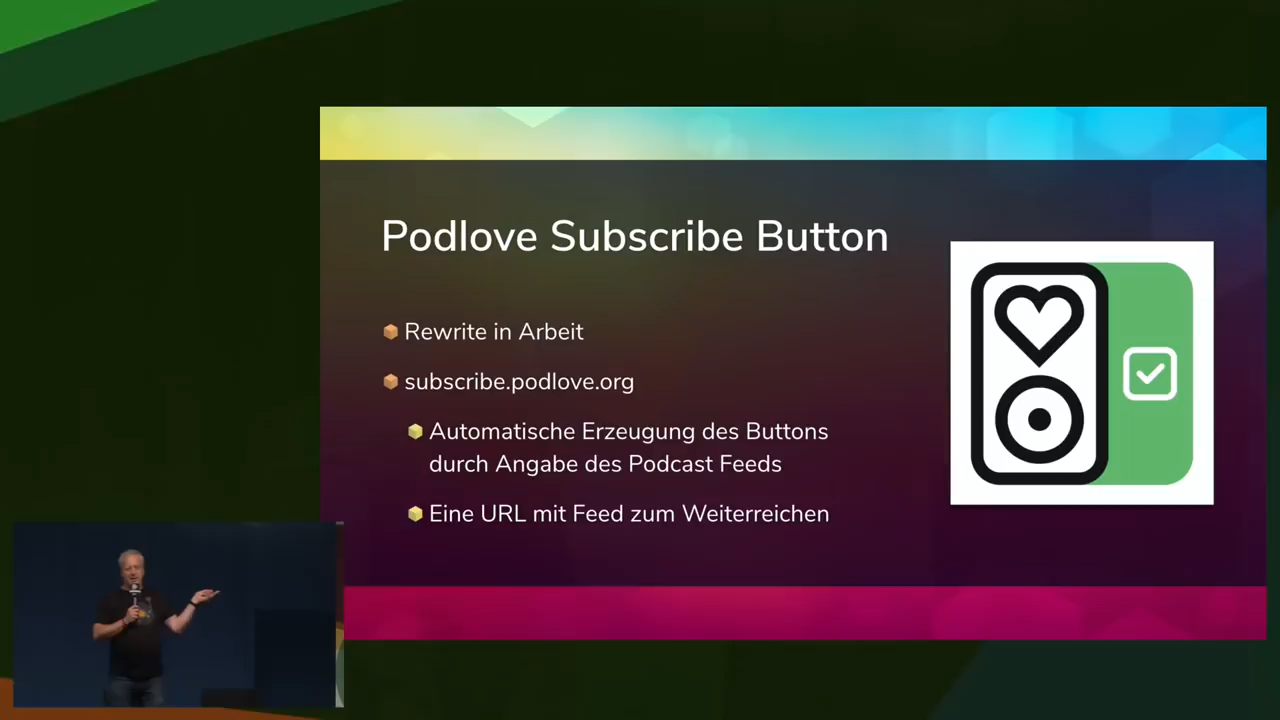 Podlove Subscribe Button
Rewrite in Arbeit
subscribe.podlove.org
Automatische Erzeugung des Buttons
durch Angabe des Podcast Feeds
Eine URL mit Feed zum Weiterreichen